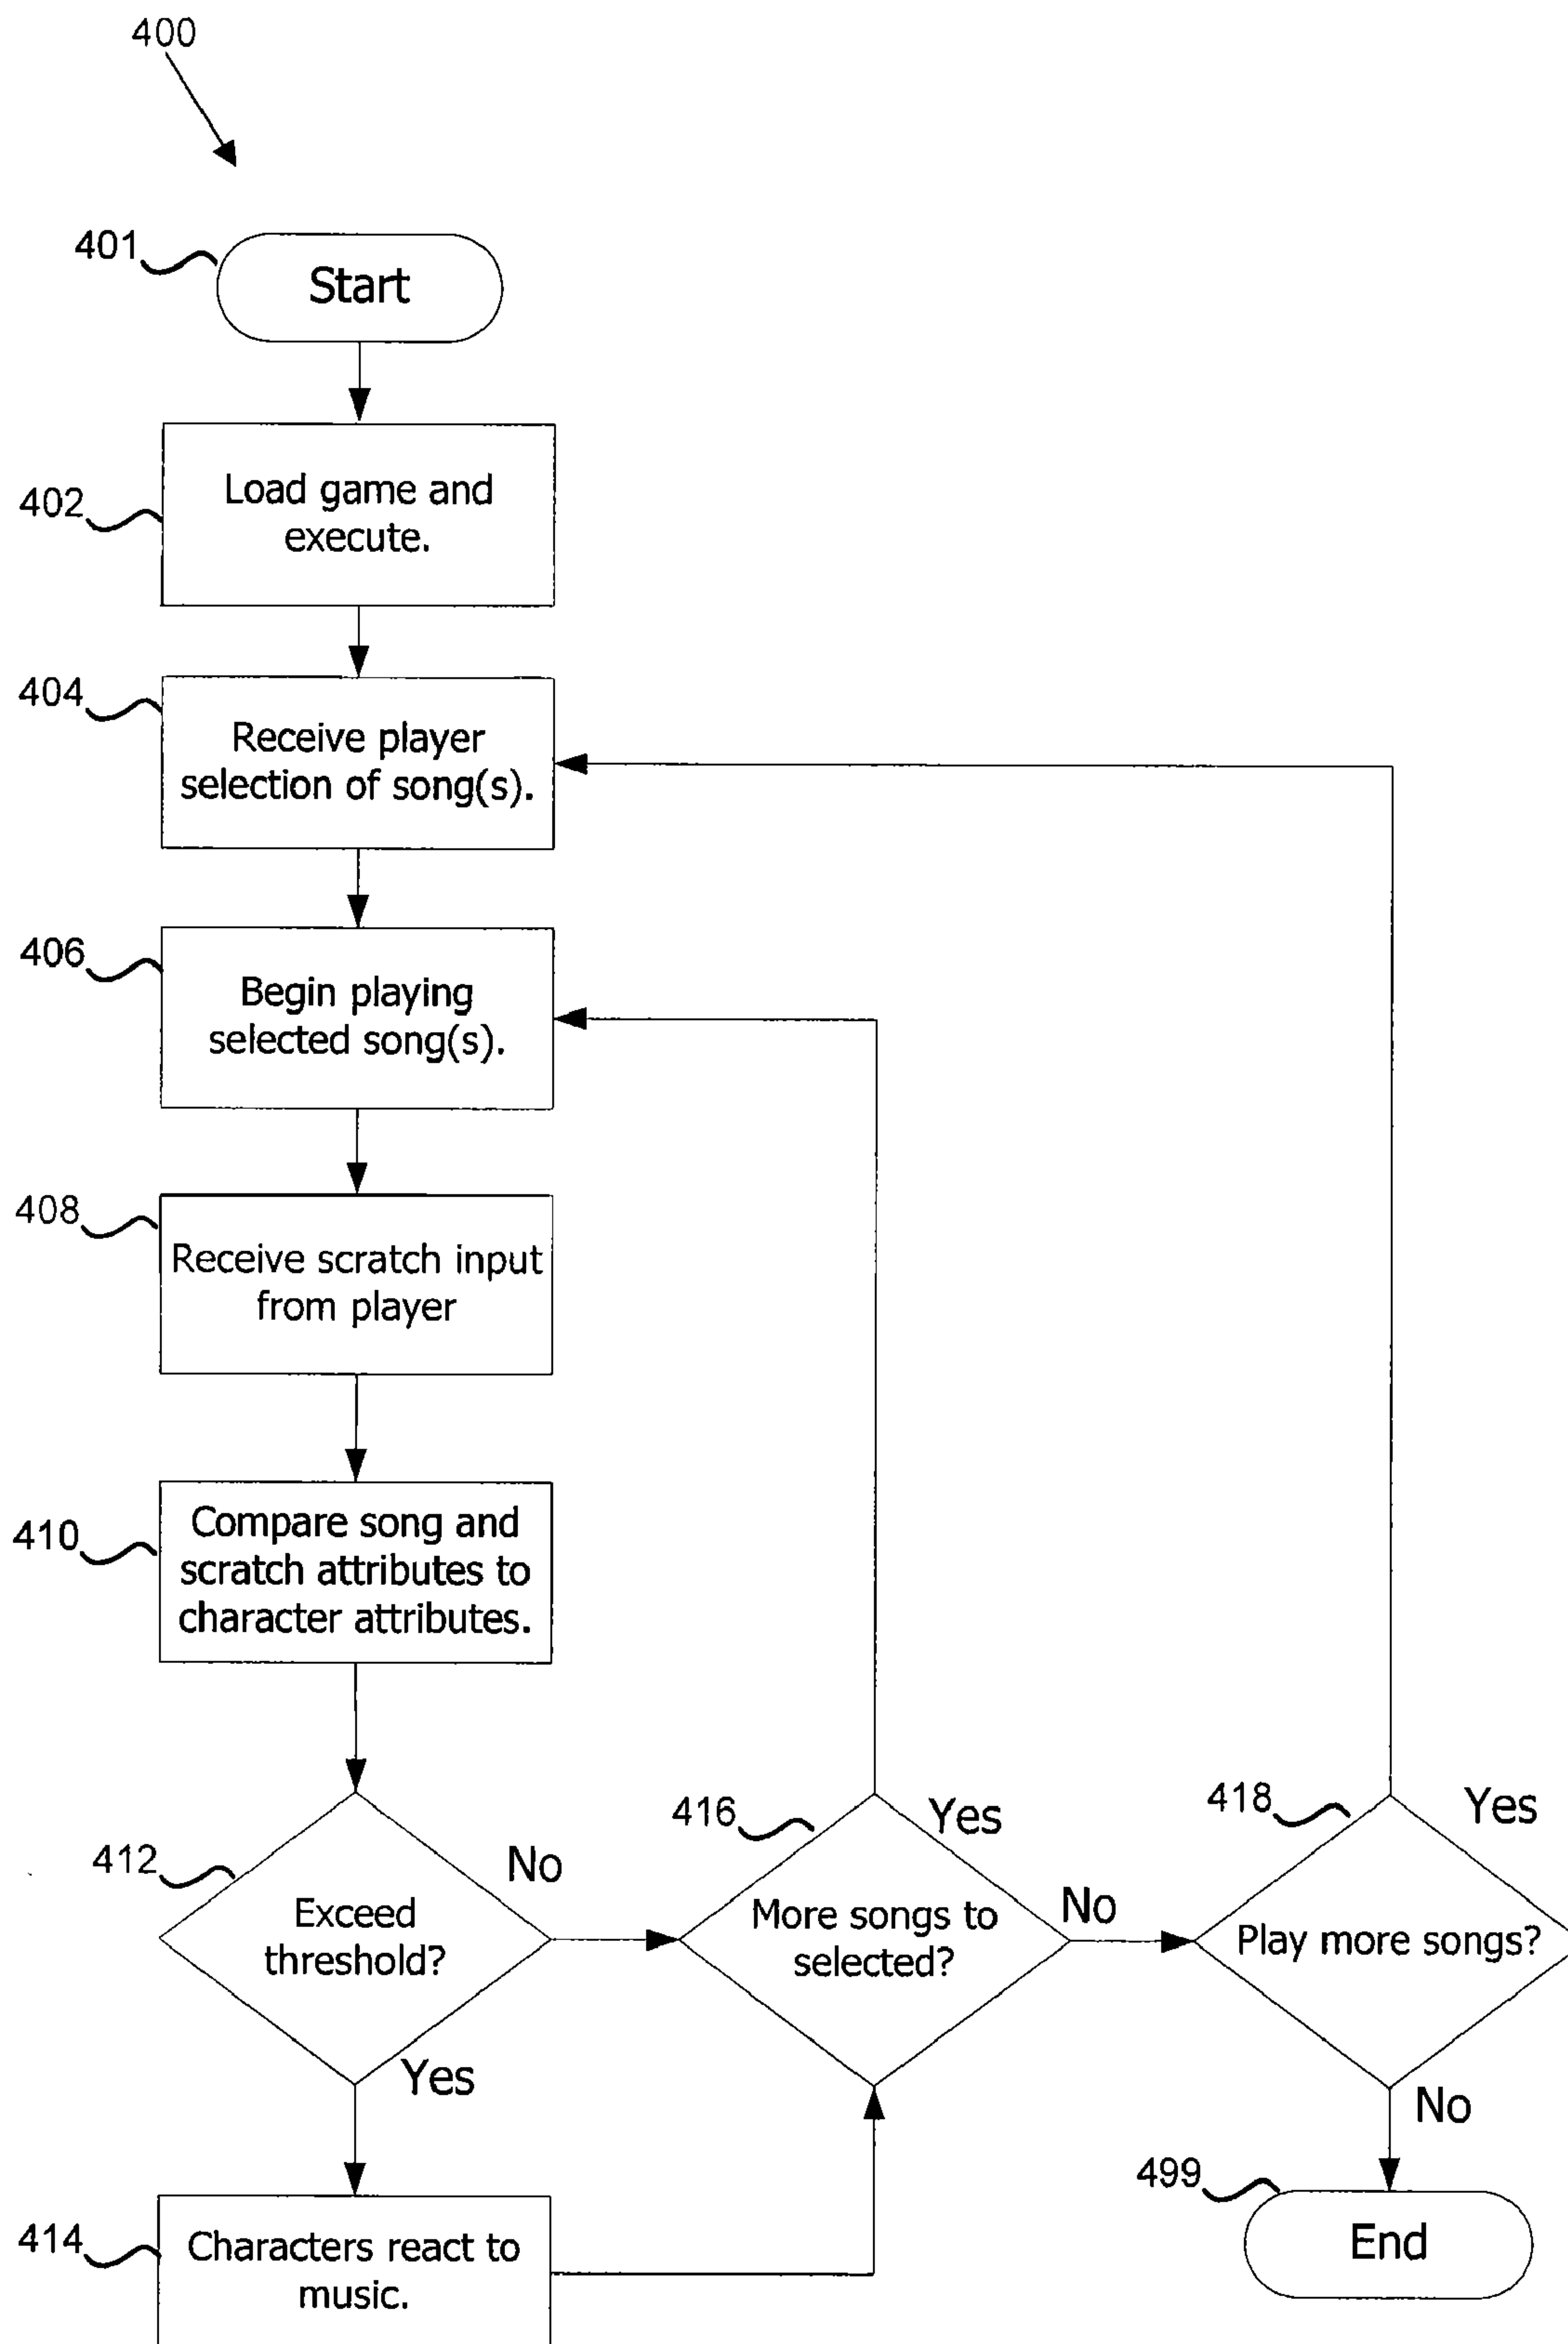 400
401
Start
402
Load game and
execute.
404
Receive player
selection of song(s).
406
Begin playing
selected song(s).
408
Receive scratch input
from player
410
Compare song and
scratch attributes to
character attributes.
412
Exceed
threshold?
No
Yes
414
Characters react to
music.
416
More songs to
selected?
Yes
No
418
Play more songs?
Yes
No
499
End